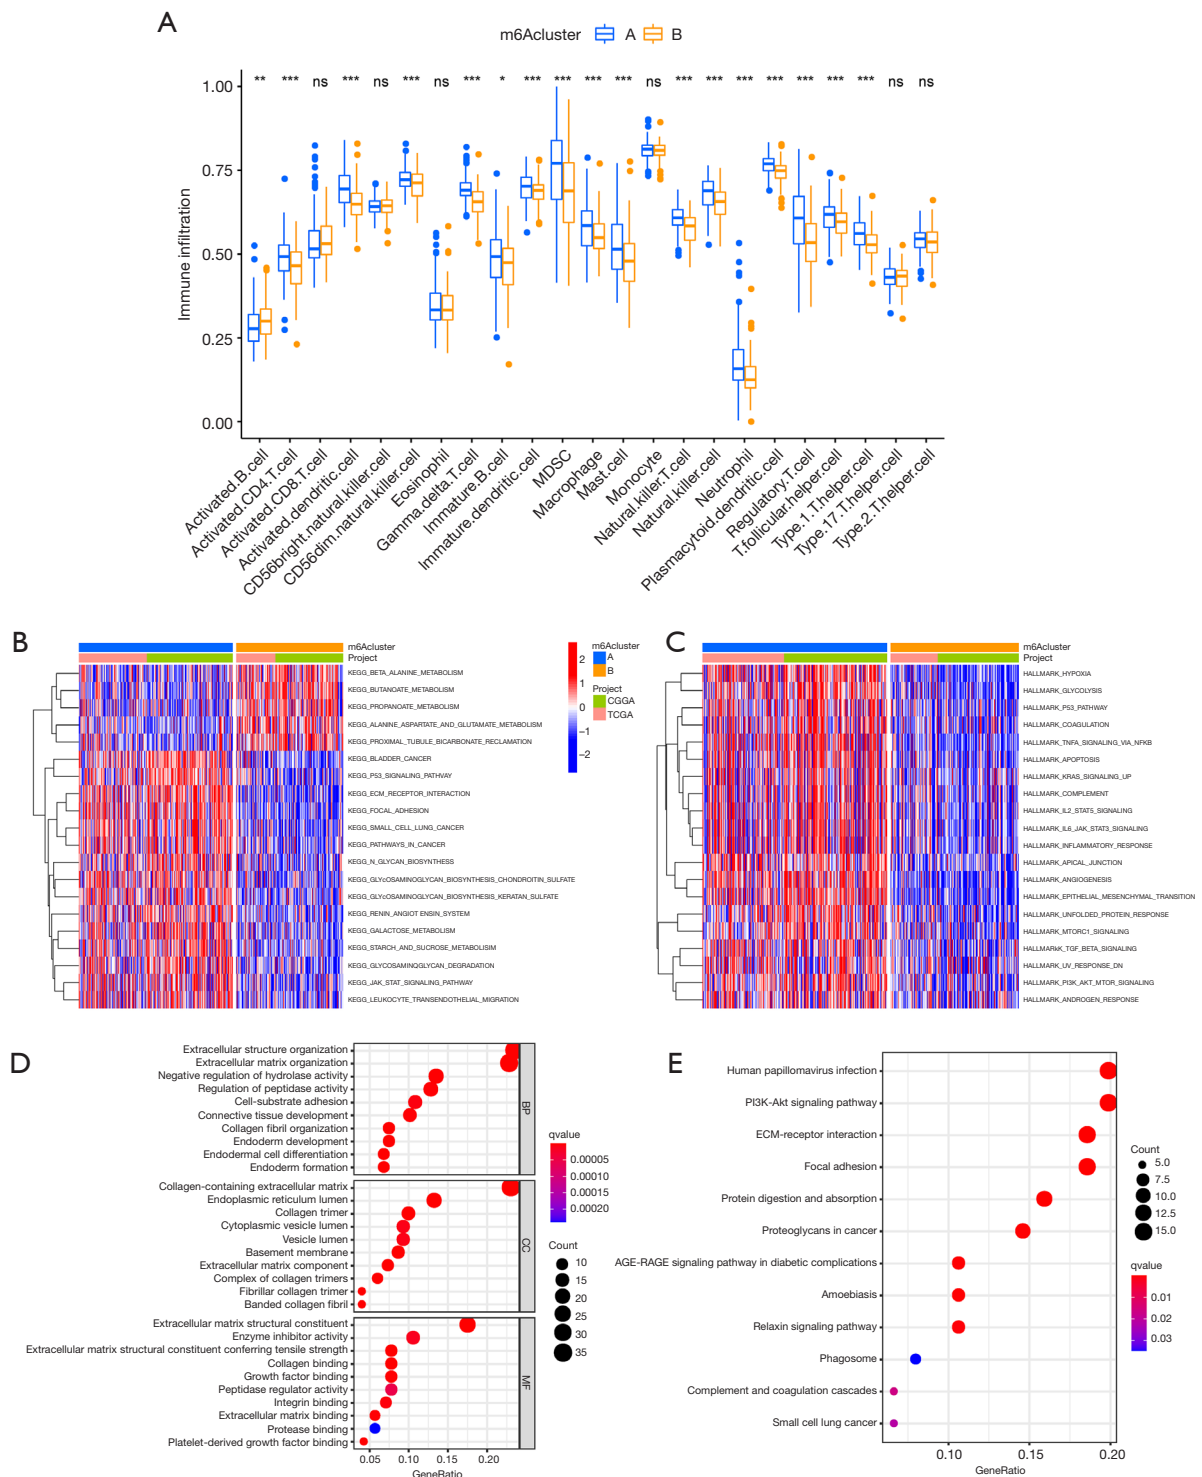 A
m6Acluster A B
** *** ns *** ns *** ns *** * *** *** *** *** ns *** *** *** *** *** *** *** ns ns
Immune infiltration
1.00
0.75
0.50
0.25
0.00
Activated.B.cell
Activated.CD4.T.cell
Activated.CD8.T.cell
Activated.dendritic.cell
CD56bright.natural.killer.cell
CD56dim.natural.killer.cell
Eosinophil
Gamma.delta.T.cell
Immature.B.cell
Immature.dendritic.cell
MDSC
Macrophage
Mast.cell
Monocyte
Natural.killer.T.cell
Natural.killer.cell
Neutrophil
Plasmacytoid.dendritic.cell
Regulatory.T.cell
T.follicular.helper.cell
Type.1.T.helper.cell
Type.17.T.helper.cell
Type.2.T.helper.cell
B
m6Acluster
Project
KEGG_BETA_ALANINE_METABOLISM
KEGG_BUTANOATE_METABOLISM
KEGG_PROPANOATE_METABOLISM
KEGG_ALANINE_ASPARTATE_AND_GLUTAMATE_METABOLISM
KEGG_PROXIMAL_TUBULE_BICARBONATE_RECLAMATION
KEGG_BLADDER_CANCER
KEGG_P53_SIGNALING_PATHVAY
KEGG_ECM_RECEPTOR_INTERACTION
KEGG_FOCAL_ADHESION
KEGG_SMALL_CELL_LUNG_CANCER
KEGG_PATHWAYS_IN_CANCER
KEGG_N_GLYCAN_BIOSYNTHESIS
KEGG_GLYcOSAMINOGLYCAN_BIOSYNTHESIS_CHONDROITIN_SULFATE
KEGG_GLYcOSAMINOGLYCAN_BIOSYNTHESIS_KERATAN_SULFATE
KEGG_RENIN_ANGIOT ENSIN_SYSTEM
KEGG_GALACTOSE_METABOLISM
KEGG_STARCH_AND_SUCROSE_METABOLISIM
KEGG_GLYCOSAMINQGLYCAN_DEGRADATION
KEGG_JAK_STAT_SIGNALING_PATHWAY
KEGG_LEUKOCYTE_TRANSENDOTHELIAL_MIGRATION
2
1
0
−1
−2
m6Acluster
A
B
Project
CGGA
TCGA
C
m6Acluster
Project
HALLMARK_HYPOXIA
HALLMARK_GLYCOLYSIS
HALLMARK_P53_PATHWAY
HALLMARK_COAGULATION
HALLMARK_TNFA_SIGNALING_VIA_NFKB
HALLMARK_APOPTOSIS
HALLMARK_KRAS_SIGNALING_UP
HALLMARK_COMPLEMENT
HALLMARK_IL2_STAT5_SIGNALING
HALLMARK_IL6_JAK_STAT3_SIGNALING
HALLMARK_INFLAMMATORY_RESPONSE
HALLMARK_APICAL_JUNCTION
HALLMARK_ANGIOGENESIS
HALLMARK_EPITHELIAL_MESENCHYMAL_TRANSITION
HALLMARK_UNFOLDED_PROTEIN_RESPONSE
HALLMARK_MTORC1_SIGNALING
HALLMARkK_TGF_BETA_SIGNALING
HALLMARK_UV_RESPONSE_DN
HALLMARK_PI3K_AKT_MTOR_SIGNALING
HALLMARK_ANDROGEN_RESPONSE
D
Extracellular structure organization
Extracellular matrix organization
Negative regulation of hydrolase activity
Regulation of peptidase activity
Cell-substrate adhesion
Connective tissue development
Collagen fibril organization
Endoderm development
Endodermal cell differentiation
Endoderm formation
BP
Collagen-containing extracellular matrix
Endoplasmic reticulum lumen
Collagen trimer
Cytoplasmic vesicle lumen
Vesicle lumen
Basement membrane
Extracellular matrix component
Complex of collagen trimers
Fibrillar collagen trimer
Banded collagen fibril
CC
Extracellular matrix structural constituent
Enzyme inhibitor activity
Extracellular matrix structural constituent conferring tensile strength
Collagen binding
Growth factor binding
Peptidase regulator activity
Integrin binding
Extracellular matrix binding
Protease binding
Platelet-derived growth factor binding
MF
0.05 0.10 0.15 0.20
GeneRatio
qvalue
0.00005
0.00010
0.00015
0.00020
Count
10
15
20
25
30
35
E
Human papillomavirus infection
PI3K-Akt signaling pathway
ECM-receptor interaction
Focal adhesion
Protein digestion and absorption
Proteoglycans in cancer
AGE-RAGE signaling pathway in diabetic complications
Amoebiasis
Relaxin signaling pathway
Phagosome
Complement and coagulation cascades
Small cell lung cancer
0.10 0.15 0.20
GeneRatio
Count
5.0
7.5
10.0
12.5
15.0
qvalue
0.01
0.02
0.03